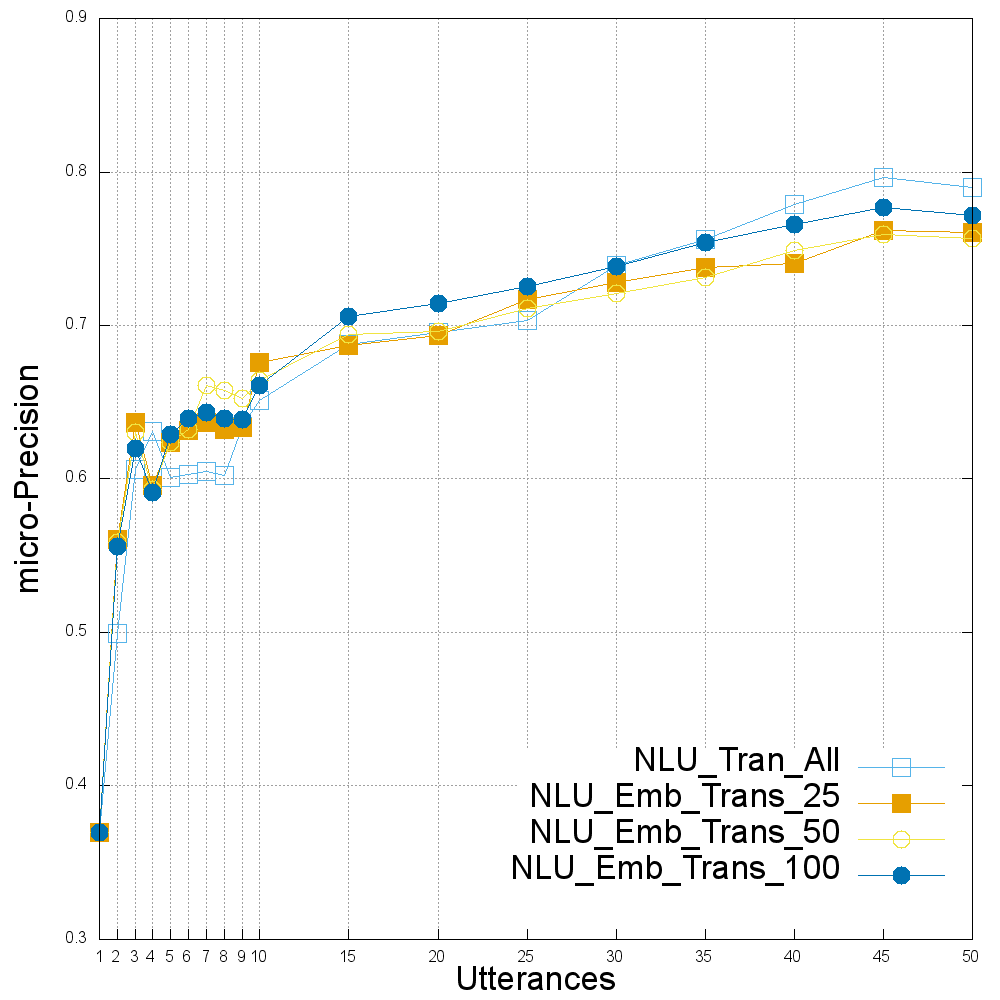 0.9
0.8
0.7
0.6
0.5
0.4
0.3
micro-Precision
NLU_Tran_All
NLU_Emb_Trans_25
NLU_Emb_Trans_50
NLU_Emb_Trans_100
1 2 3 4 5 6 7 8 9 10 15 20 25 30 35 40 45 50
Utterances